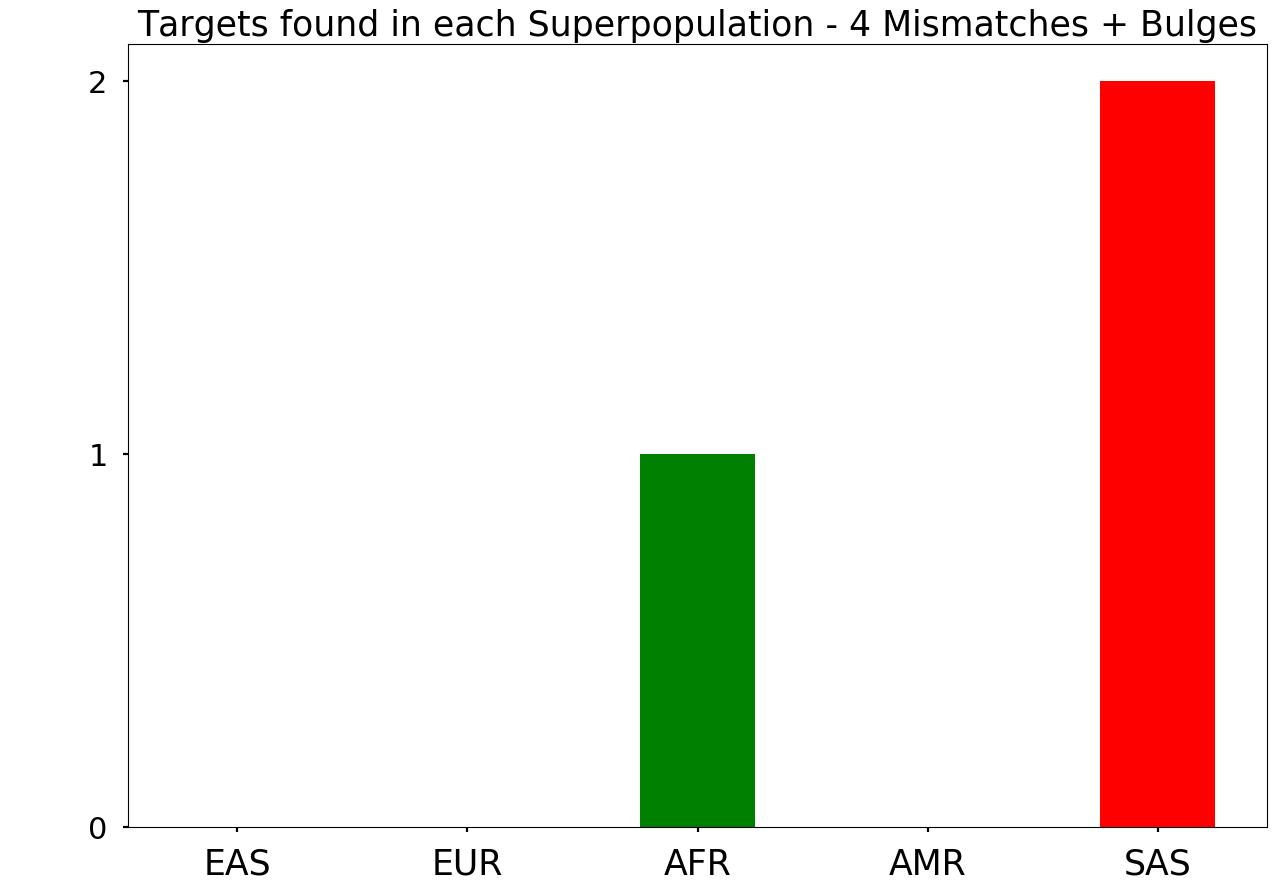 Targets found in each Superpopulation - 4 Mismatches + Bulges
2
1
0
EAS EUR AFR AMR SAS